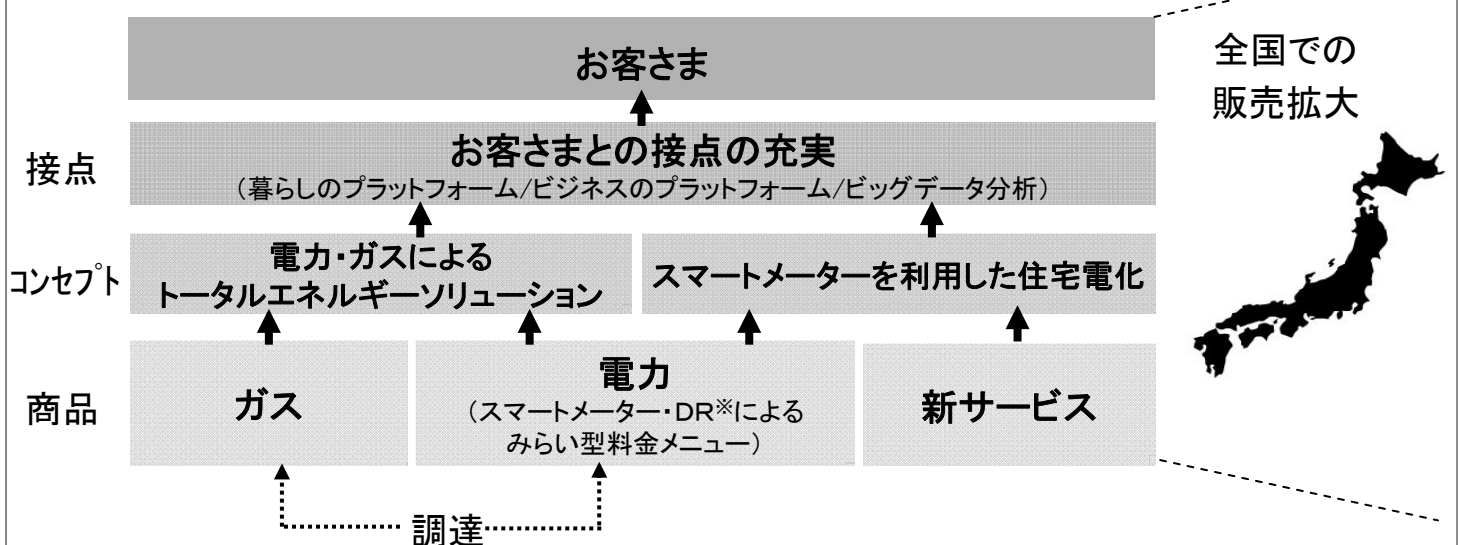 お客さま
全国での
販売拡大
接点
お客さまとの接点の充実
（暮らしのプラットフォーム/ビジネスのプラットフォーム/ビッグデータ分析）
コンセプト
電力・ガスによる
トータルエネルギーソリューション
スマートメーターを利用した住宅電化
商品
ガス
電力
（スマートメーター・DR※による
みらい型料金メニュー）
新サービス
調達